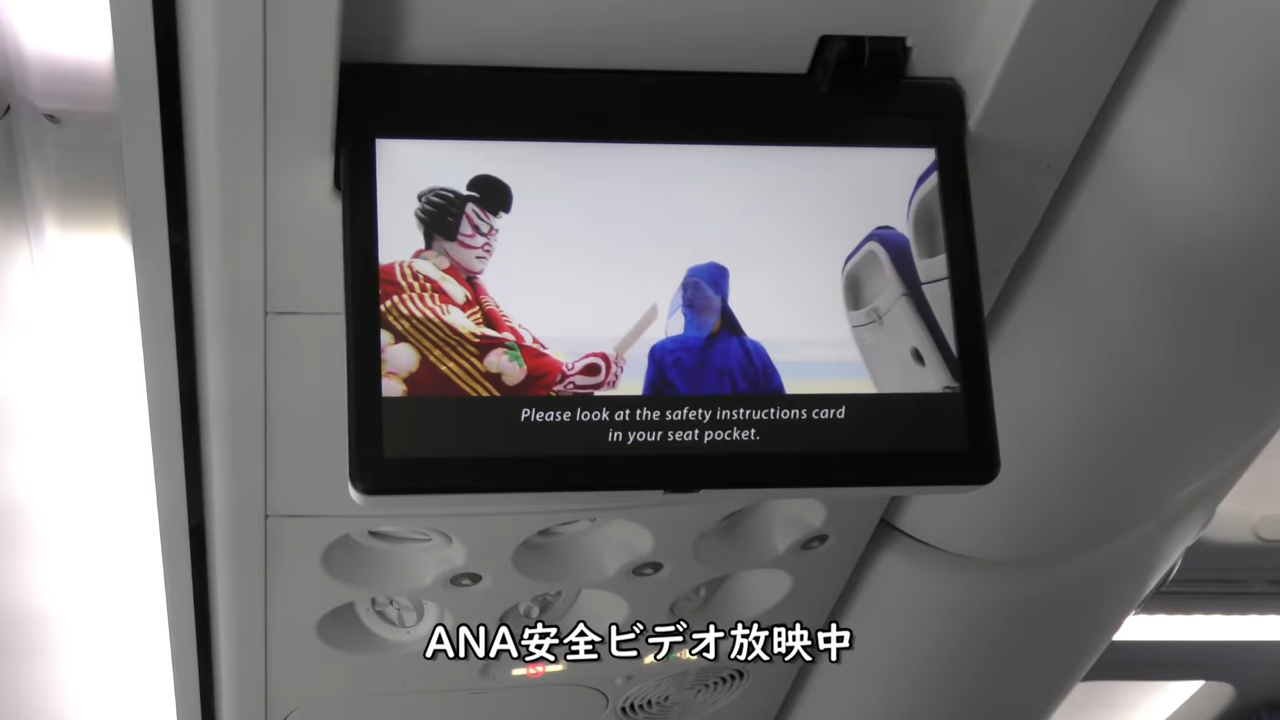 Please look at the safety instructions card
in your seat pocket.
ANA安全ビデオ放映中